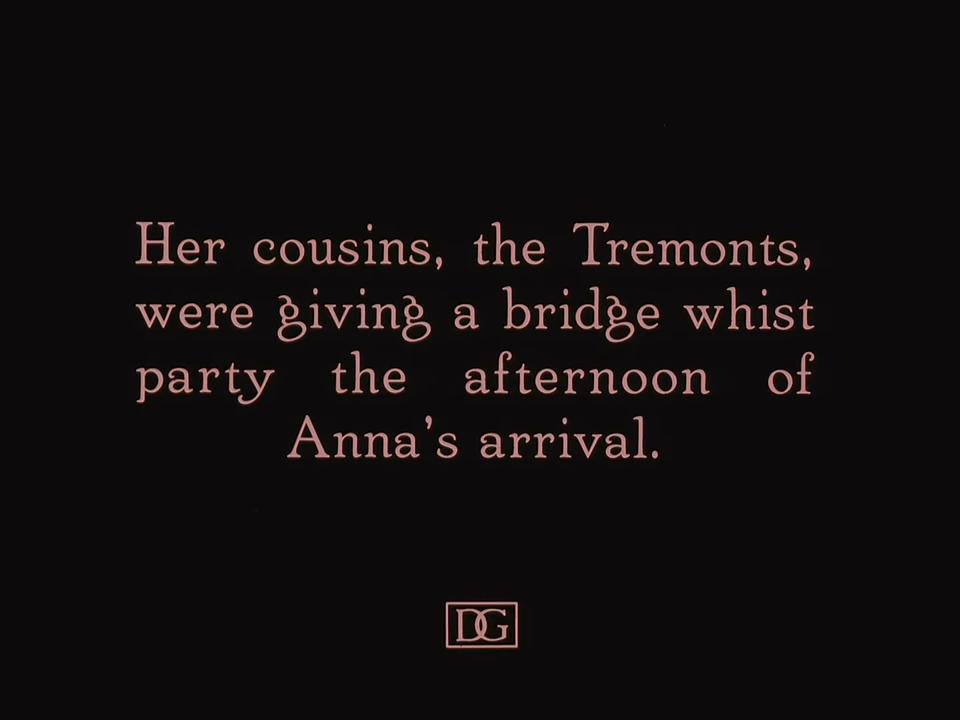 Her cousins, the Tremonts,
were giving a bridge whist
party the afternoon of
Anna's arrival.
DG